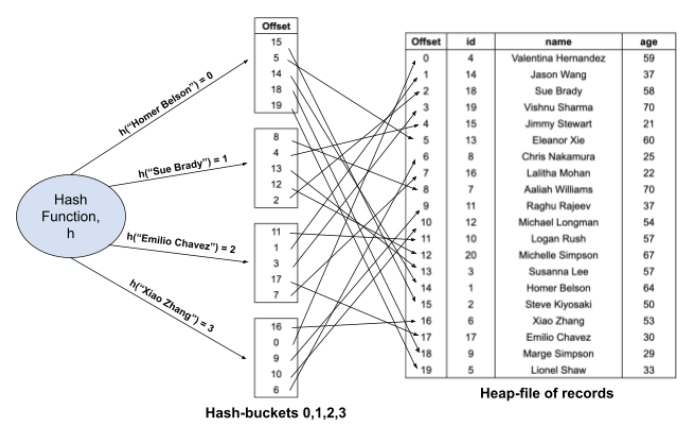 Offset
15
5
14
18
19
8
4
13
12
2
11
1
3
17
7
16
0
9
10
6
Hash
Function,
h
h("Homer Belson") = 0
h("Sue Brady") = 1
h("Emilio Chavez") = 2
h("Xiao Zhang") = 3
Hash-buckets 0,1,2,3
Offset id name age
0 4 Valentina Hernandez 59
1 14 Jason Wang 37
2 18 Sue Brady 58
3 19 Vishnu Sharma 70
4 15 Jimmy Stewart 21
5 13 Eleanor Xie 60
6 8 Chris Nakamura 25
7 16 Lalitha Mohan 22
8 7 Aaliah Williams 70
9 11 Raghu Rajeev 37
10 12 Michael Longman 54
11 10 Logan Rush 57
12 20 Michelle Simpson 67
13 3 Susanna Lee 57
14 1 Homer Belson 64
15 2 Steve Kiyosaki 50
16 6 Xiao Zhang 53
17 17 Emilio Chavez 30
18 9 Marge Simpson 29
19 5 Lionel Shaw 33
Heap-file of records